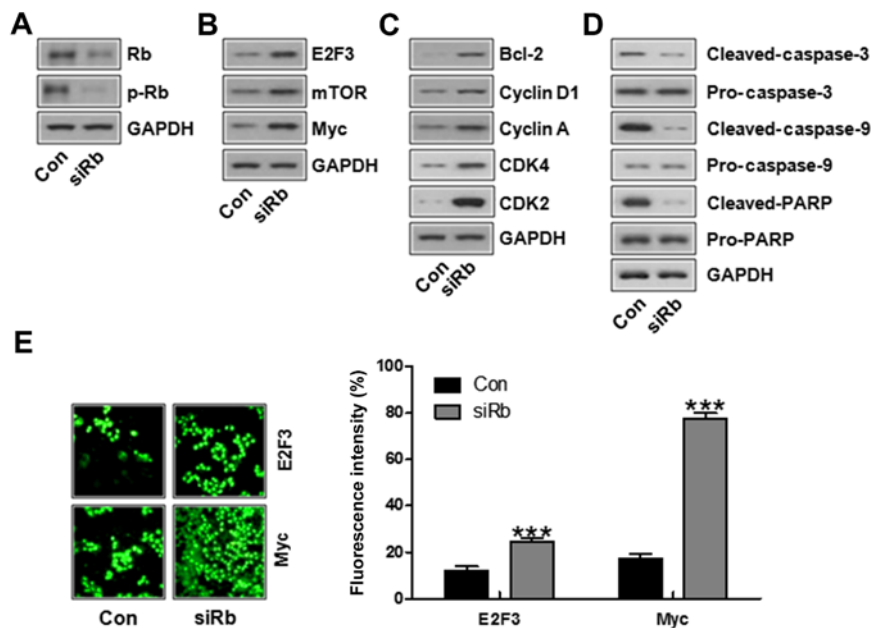 A
Rb
p-Rb
GAPDH
Con siRb
B
E2F3
mTOR
Myc
GAPDH
Con siRb
C
Bcl-2
Cyclin D1
Cyclin A
CDK4
CDK2
GAPDH
Con siRb
D
Cleaved-caspase-3
Pro-caspase-3
Cleaved-caspase-9
Pro-caspase-9
Cleaved-PARP
Pro-PARP
GAPDH
Con siRb
E
E2F3
Myc
Con siRb
Fluorescence intensity (%)
100
80
60
40
20
0
Con
siRb
***
***
E2F3 Myc